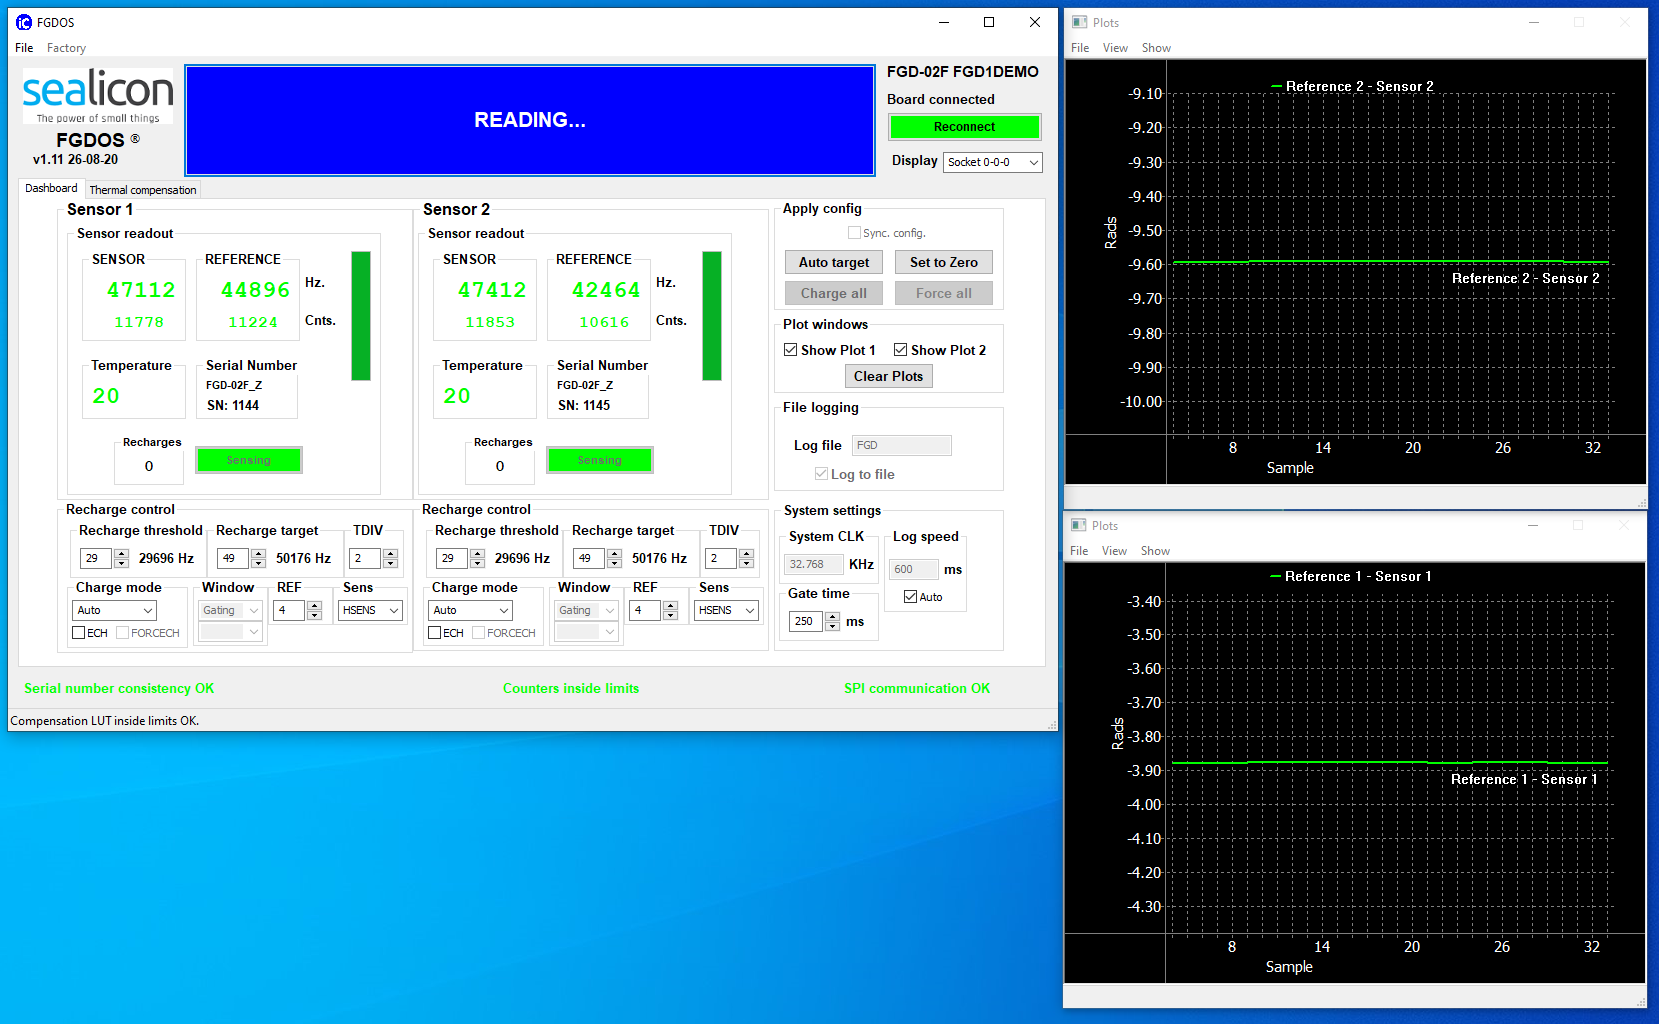 FGDOS
File Factory
sealicon
The power of small things
FGDOS ®
v1.11 26-08-20
READING...
FGD-02F FGD1DEMO
Board connected
Reconnect
Display Socket 0-0-0
Dashboard Thermal compensation
Sensor 1
Sensor readout
SENSOR REFERENCE
47112 44896 Hz.
11778 11224 Cnts.
Temperature Serial Number
20 FGD-02F_Z
SN: 1144
Recharges
0 Sensing
Sensor 2
Sensor readout
SENSOR REFERENCE
47412 42464 Hz.
11853 10616 Cnts.
Temperature Serial Number
20 FGD-02F_Z
SN: 1145
Recharges
0 Sensing
Recharge control
Recharge threshold Recharge target TDIV
29 29696 Hz 49 50176 Hz 2
Charge mode Window REF Sens
Auto Gating 4 HSENS
ECH FORCECH
Recharge control
Recharge threshold Recharge target TDIV
29 29696 Hz 49 50176 Hz 2
Charge mode Window REF Sens
Auto Gating 4 HSENS
ECH FORCECH
Apply config
Sync. config.
Auto target Set to Zero
Charge all Force all
Plot windows
Show Plot 1 Show Plot 2
Clear Plots
File logging
Log file FGD
Log to file
System settings
System CLK Log speed
32.768 KHz 600 ms
Gate time Auto
250 ms
Serial number consistency OK Counters inside limits SPI communication OK
Compensation LUT inside limits OK.
Plots
File View Show
Reference 2 - Sensor 2
-9.10
-9.20
-9.30
-9.40
-9.50
-9.60
-9.70
-9.80
-9.90
-10.00
Rads
Reference 2 - Sensor 2
8 14 20 26 32
Sample
Plots
File View Show
Reference 1 - Sensor 1
-3.40
-3.50
-3.60
-3.70
-3.80
-3.90
-4.00
-4.10
-4.20
-4.30
Rads
Reference 1 - Sensor 1
8 14 20 26 32
Sample